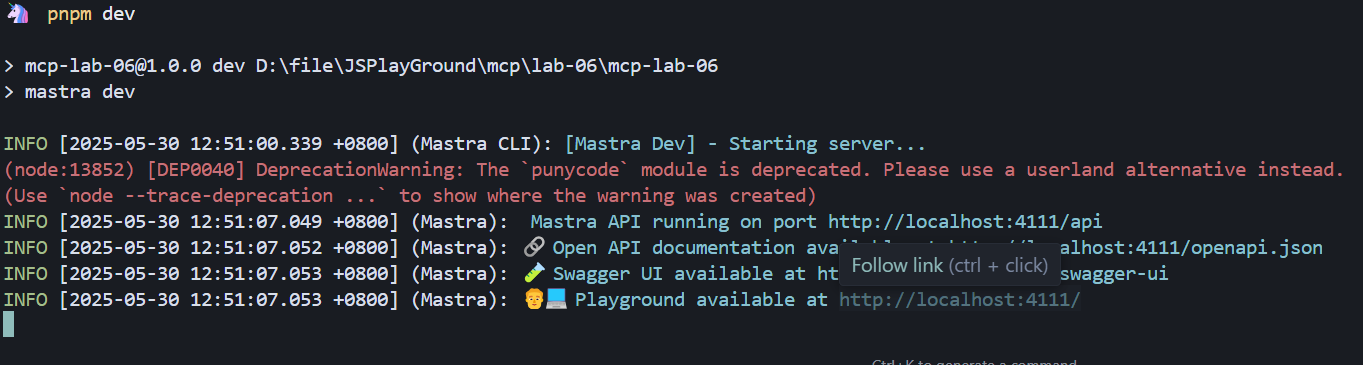 pnpm dev
> mcp-lab-06@1.0.0 dev D:\file\JSPlayGround\mcp\lab-06\mcp-lab-06
> mastra dev
INFO [2025-05-30 12:51:00.339 +0800] (Mastra CLI): [Mastra Dev] - Starting server...
(node:13852) [DEP0040] DeprecationWarning: The `punycode` module is deprecated. Please use a userland alternative instead.
(Use `node --trace-deprecation ...` to show where the warning was created)
INFO [2025-05-30 12:51:07.049 +0800] (Mastra): Mastra API running on port http://localhost:4111/api
INFO [2025-05-30 12:51:07.052 +0800] (Mastra): 🔗 Open API documentation localhost:4111/openapi.json
INFO [2025-05-30 12:51:07.053 +0800] (Mastra): 🧪 Swagger UI available at swagger-ui
Follow link (ctrl + click)
INFO [2025-05-30 12:51:07.053 +0800] (Mastra): 👨‍💻 Playground available at http://localhost:4111/
Ctrl+K to generate a command